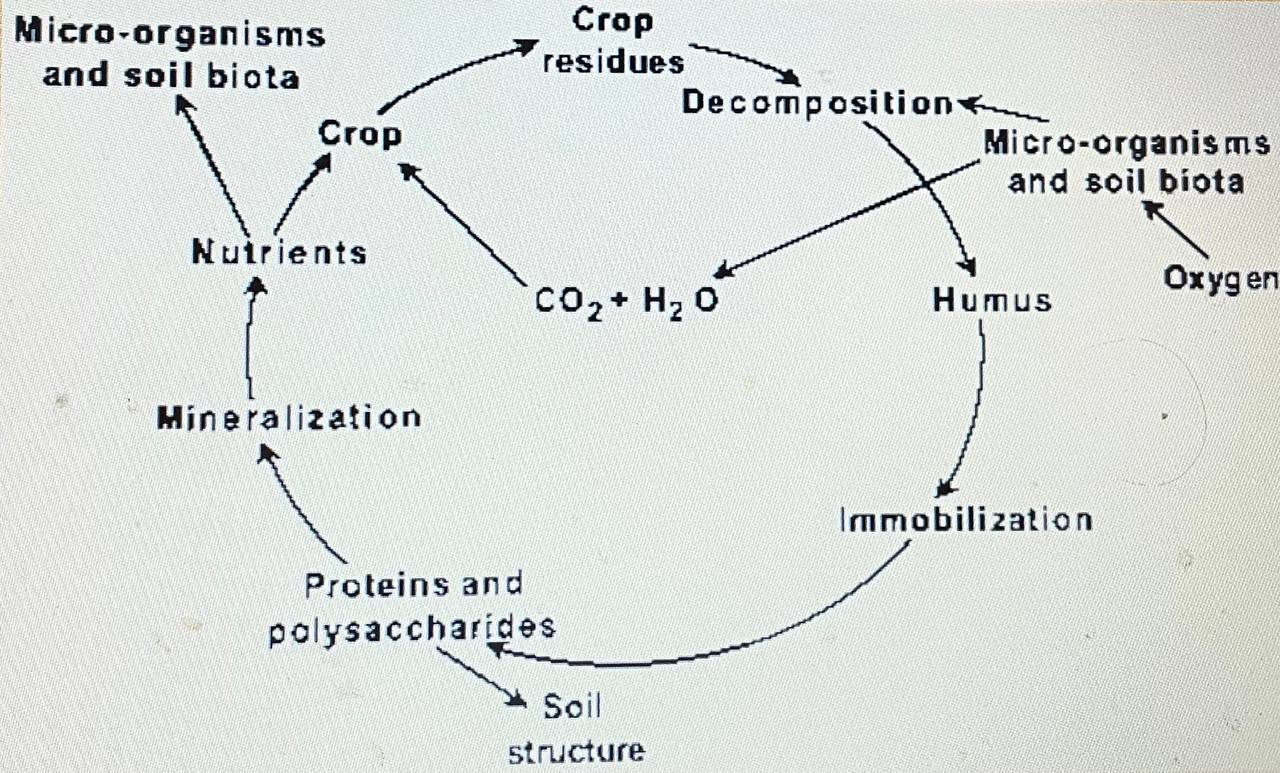 Micro-organisms
and soil biota
Crop
residues
Decomposition
Crop
Micro-organisms
and soil biota
Nutrients
Oxygen
CO₂ + H₂ O
Humus
Mineralization
Immobilization
Proteins and
polysaccharides
Soil
structure